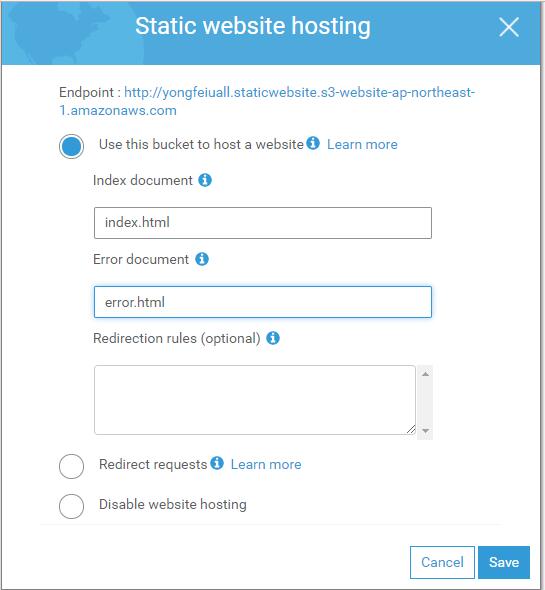 Static website hosting
Endpoint : http://yongfeiuall.staticwebsite.s3-website-ap-northeast-
1.amazonaws.com
Use this bucket to host a website Learn more
Index document
index.html
Error document
error.html
Redirection rules (optional)
Redirect requests Learn more
Disable website hosting
Cancel Save